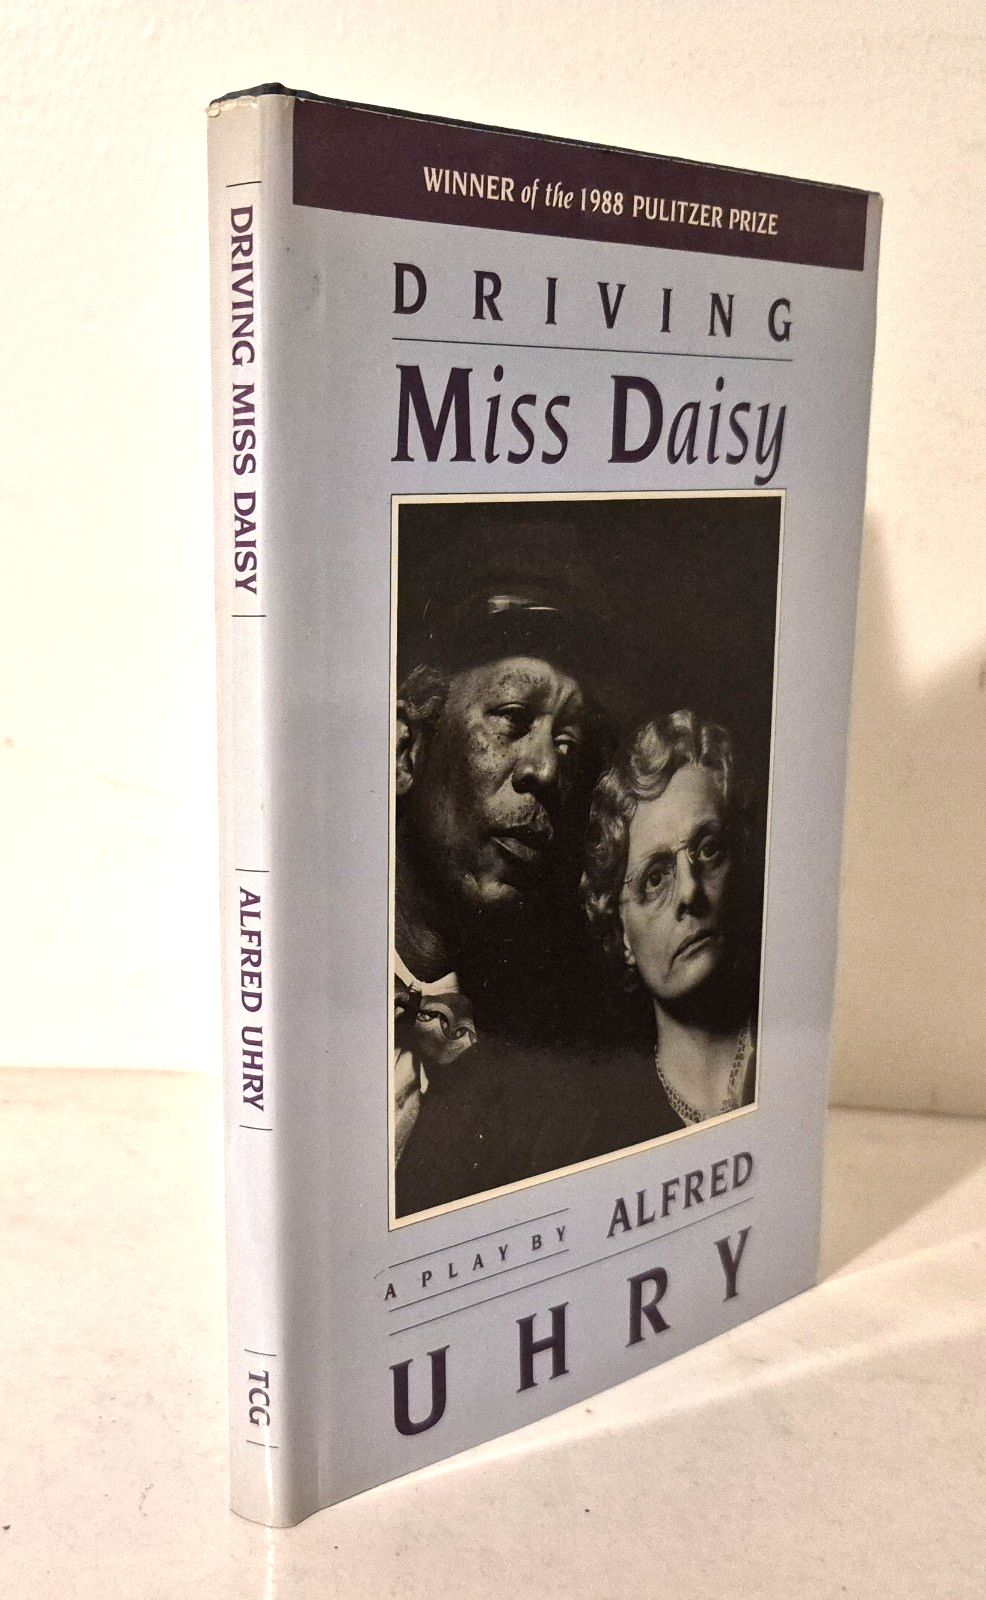 DRIVING MISS DAISY
ALFRED UHRY
TCG
WINNER of the 1988 PULITZER PRIZE
DRIVING
Miss Daisy
A PLAY BY ALFRED
UHRY